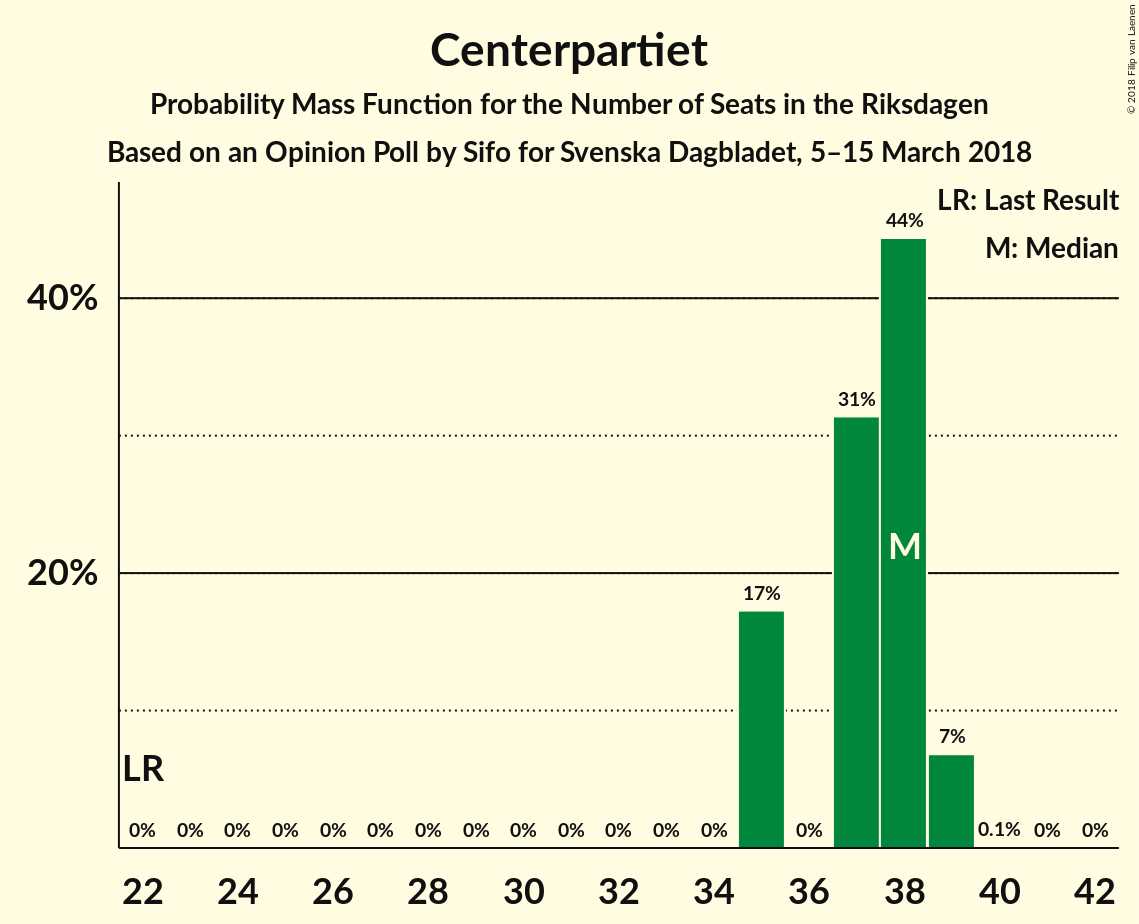 Centerpartiet
Probability Mass Function for the Number of Seats in the Riksdagen
Based on an Opinion Poll by Sifo for Svenska Dagbladet, 5–15 March 2018
© 2018 Filip van Laenen
LR: Last Result
M: Median
44%
40%
31%
M
20%
17%
7%
LR
0% 0% 0% 0% 0% 0% 0% 0% 0% 0% 0% 0% 0% 0% 0.1% 0% 0%
22 24 26 28 30 32 34 36 38 40 42